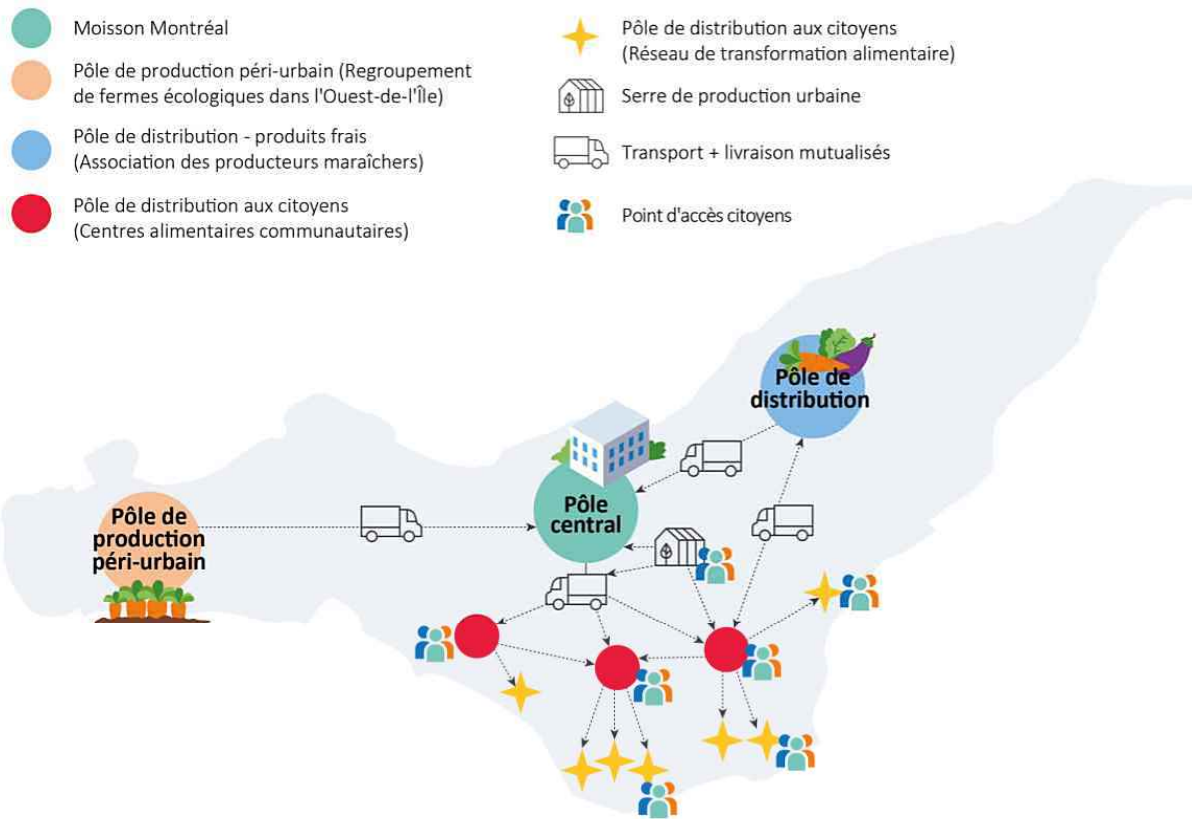 Moisson Montréal
Pôle de production péri-urbain (Regroupement
de fermes écologiques dans l'Ouest-de-l'Île)
Pôle de distribution - produits frais
(Association des producteurs maraîchers)
Pôle de distribution aux citoyens
(Centres alimentaires communautaires)
Pôle de distribution aux citoyens
(Réseau de transformation alimentaire)
Serre de production urbaine
Transport + livraison mutualisés
Point d'accès citoyens
Pôle de
distribution
Pôle
central
Pôle de
production
péri-urbain